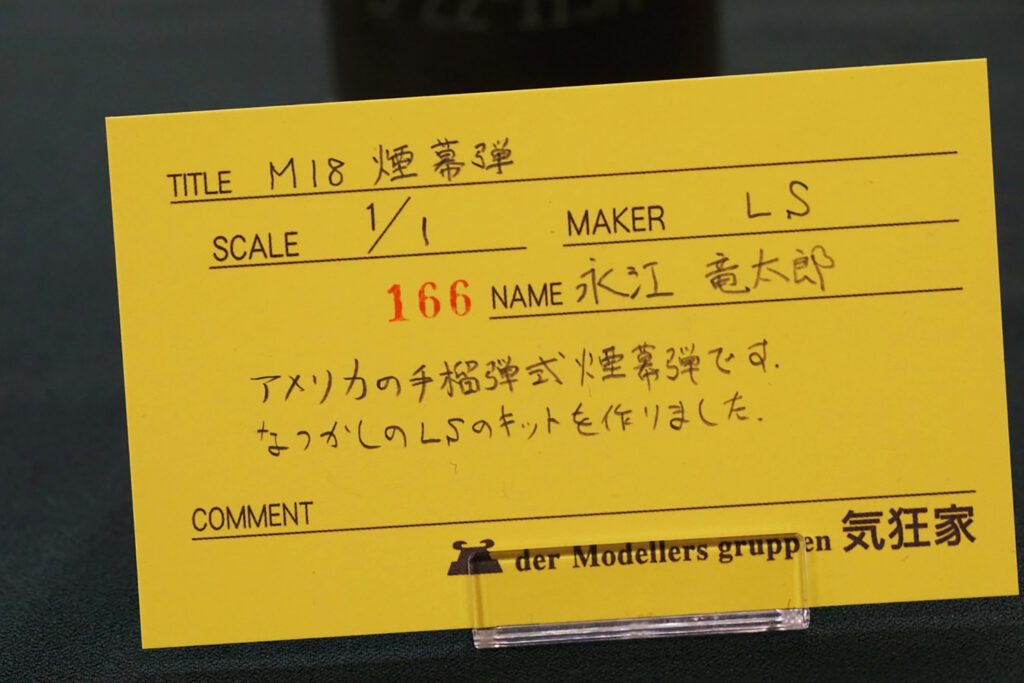 TITLE M18 煙幕弾
SCALE 1/1 MAKER LS
166 NAME 永江 竜太郎
アメリカの手榴弾式煙幕弾です.
なつかしのLSのキットを作りました.
COMMENT
der Modellers gruppen 気狂家